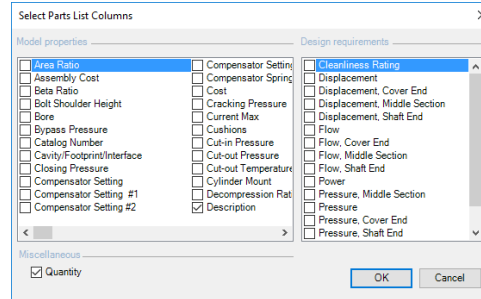 Select Parts List Columns
Model properties
Area Ratio
Assembly Cost
Beta Ratio
Bolt Shoulder Height
Bore
Bypass Pressure
Catalog Number
Cavity/Footprint/Interface
Closing Pressure
Compensator Setting
Compensator Setting #1
Compensator Setting #2
Compensator Setting
Compensator Spring
Cost
Cracking Pressure
Current Max
Cushions
Cut-in Pressure
Cut-out Pressure
Cut-out Temperature
Cylinder Mount
Decompression Rat
Description
Design requirements
Cleanliness Rating
Displacement
Displacement, Cover End
Displacement, Middle Section
Displacement, Shaft End
Flow
Flow, Cover End
Flow, Middle Section
Flow, Shaft End
Power
Pressure, Middle Section
Pressure
Pressure, Cover End
Pressure, Shaft End
Miscellaneous
Quantity
OK
Cancel